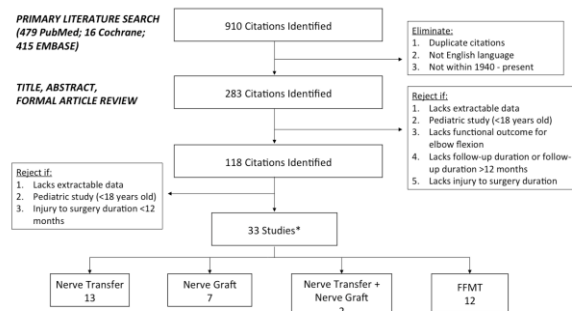 PRIMARY LITERATURE SEARCH
(479 PubMed; 16 Cochrane;
415 EMBASE)
910 Citations Identified
Eliminate:
1. Duplicate citations
2. Not English language
3. Not within 1940 - present
TITLE, ABSTRACT,
FORMAL ARTICLE REVIEW
283 Citations Identified
Reject if:
1. Lacks extractable data
2. Pediatric study (<18 years old)
3. Lacks functional outcome for
elbow flexion
4. Lacks follow-up duration or follow-
up duration >12 months
5. Lacks injury to surgery duration
118 Citations Identified
Reject if:
1. Lacks extractable data
2. Pediatric study (<18 years old)
3. Injury to surgery duration <12
months
33 Studies*
Nerve Transfer
13
Nerve Graft
7
Nerve Transfer +
Nerve Graft
FFMT
12